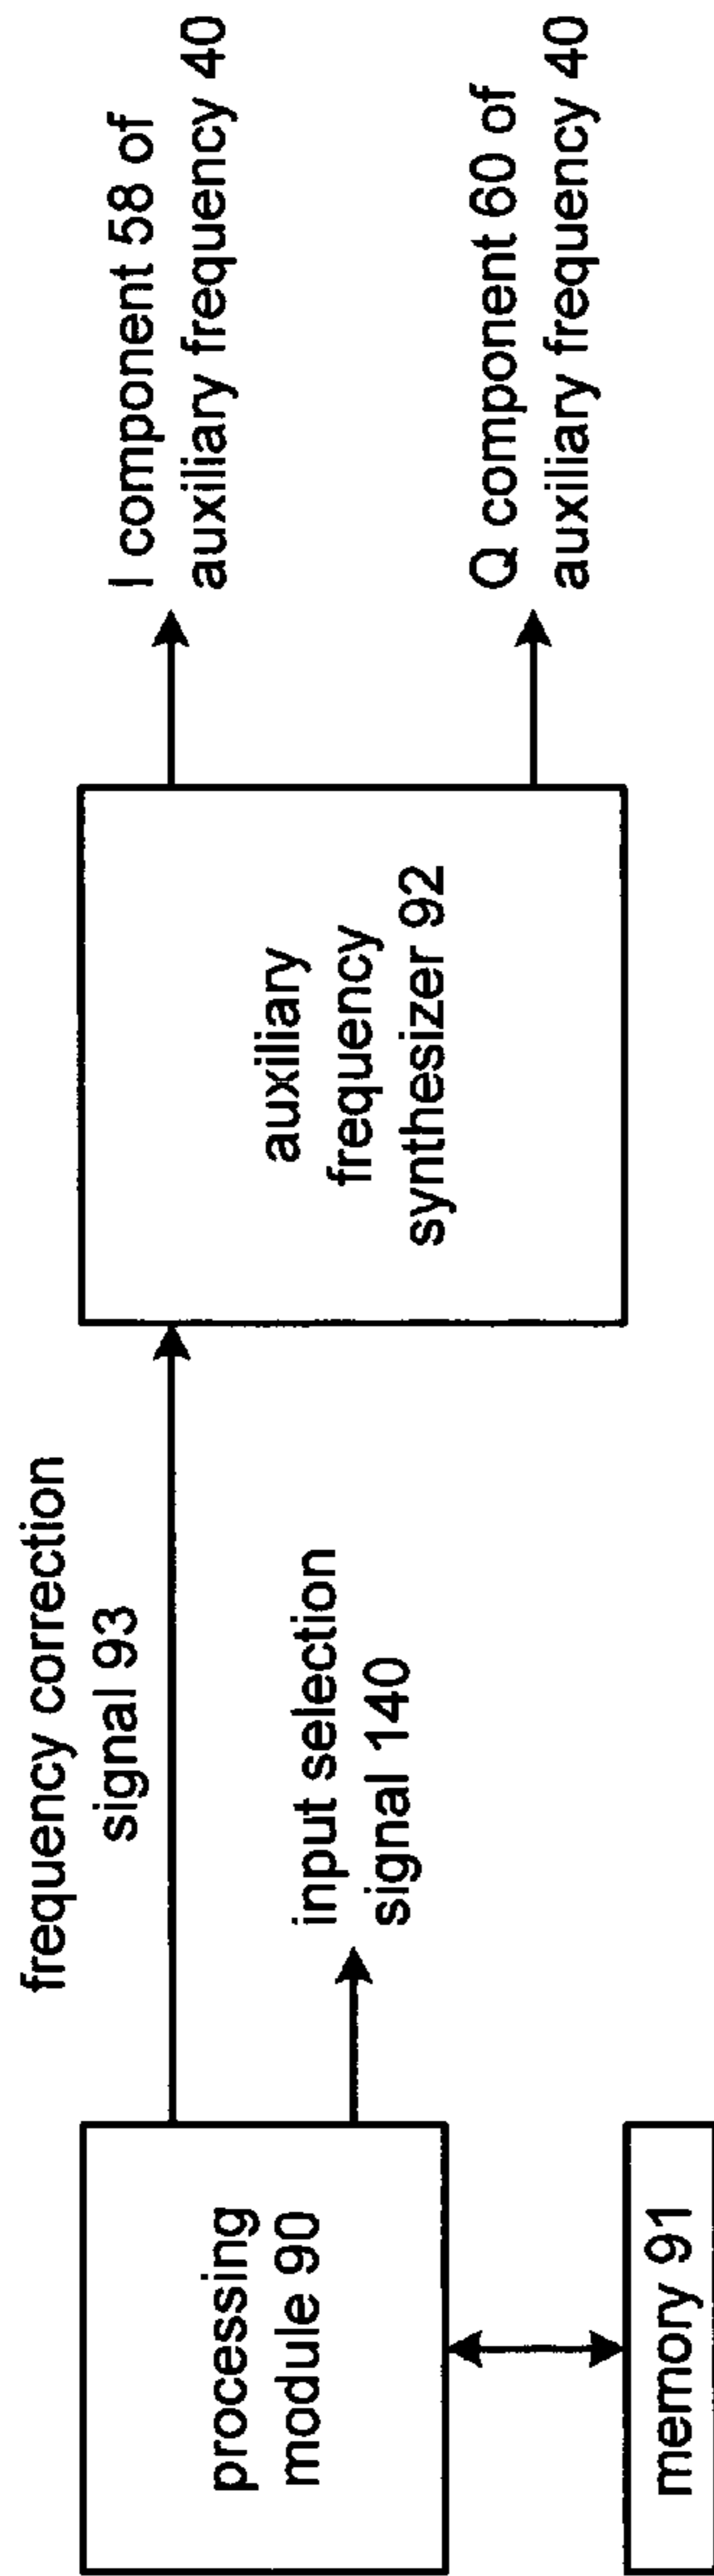 frequency correction
signal 93
processing
module 90
input selection
signal 140
memory 91
auxiliary
frequency
synthesizer 92
I component 58 of
auxiliary frequency 40
Q component 60 of
auxiliary frequency 40